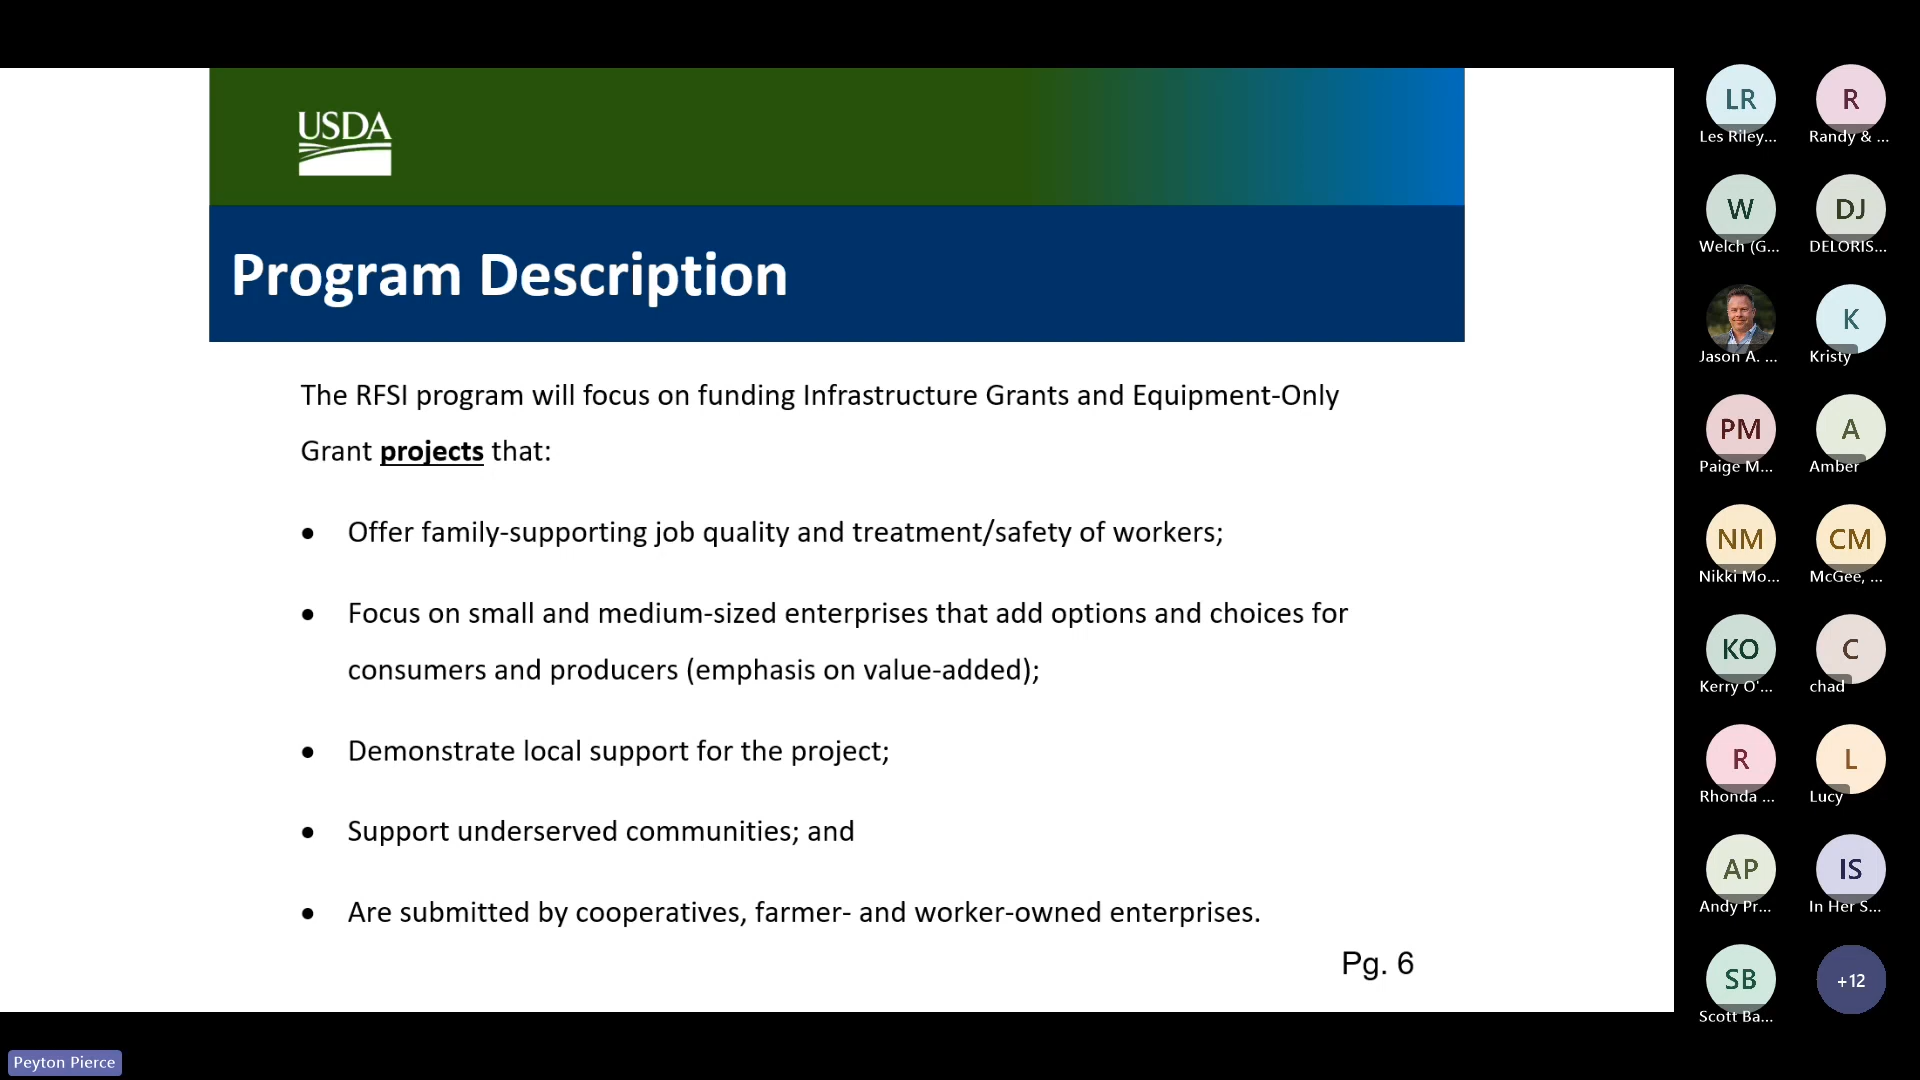 USDA
Program Description
The RFSI program will focus on funding Infrastructure Grants and Equipment-Only
Grant projects that:
• Offer family-supporting job quality and treatment/safety of workers;
• Focus on small and medium-sized enterprises that add options and choices for
consumers and producers (emphasis on value-added);
• Demonstrate local support for the project;
• Support underserved communities; and
• Are submitted by cooperatives, farmer- and worker-owned enterprises.
Pg. 6
LR R
Les Riley... Randy & ...
W DJ
Welch (G... DELORIS...
K
Jason A. ... Kristy
PM A
Paige M... Amber
NM CM
Nikki Mo... McGee, ...
KO C
Kerry O'... chad
R L
Rhonda ... Lucy
AP IS
Andy Pr... In Her S...
SB +12
Scott Ba...
Peyton Pierce